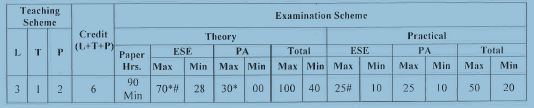 Teaching Scheme
Credit (L+T+P)
Examination Scheme
Theory
Practical
L T P
Paper Hrs.
ESE PA Total ESE PA Total
Max Min Max Min Max Min Max Min Max Min Max Min
3 1 2 6 90 Min 70*# 28 30* 00 100 40 25# 10 25 10 50 20